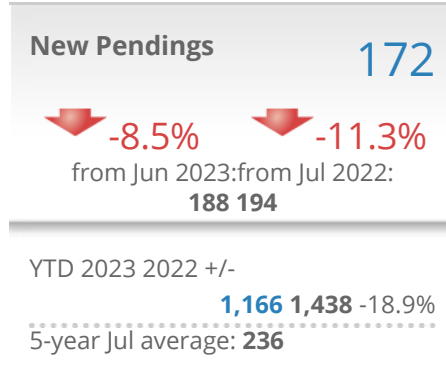 New Pendings 172
-8.5% -11.3%
from Jun 2023:from Jul 2022:
188 194
YTD 2023 2022 +/-
1,166 1,438 -18.9%
5-year Jul average: 236